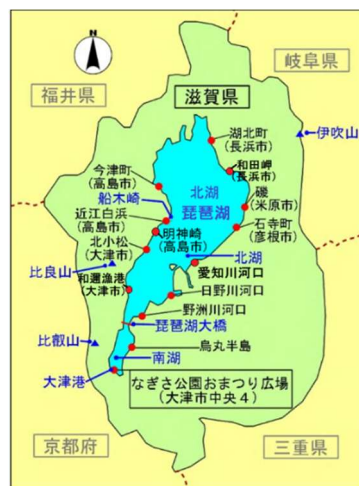 N
岐阜県
福井県
滋賀県
伊吹山
湖北町
(長浜市)
和田岬
(長浜市)
今津町
(高島市)
北湖
琵琶湖
船木崎
磯
(米原市)
近江白浜
(高島市)
明神崎
(高島市)
石寺町
(彦根市)
北小松
(大津市)
北湖
愛知川河口
比良山
和邇漁港
(大津市)
日野川河口
野洲川河口
琵琶湖大橋
比叡山
烏丸半島
南湖
大津港
なぎさ公園おまつり広場
(大津市中央4)
京都府
三重県